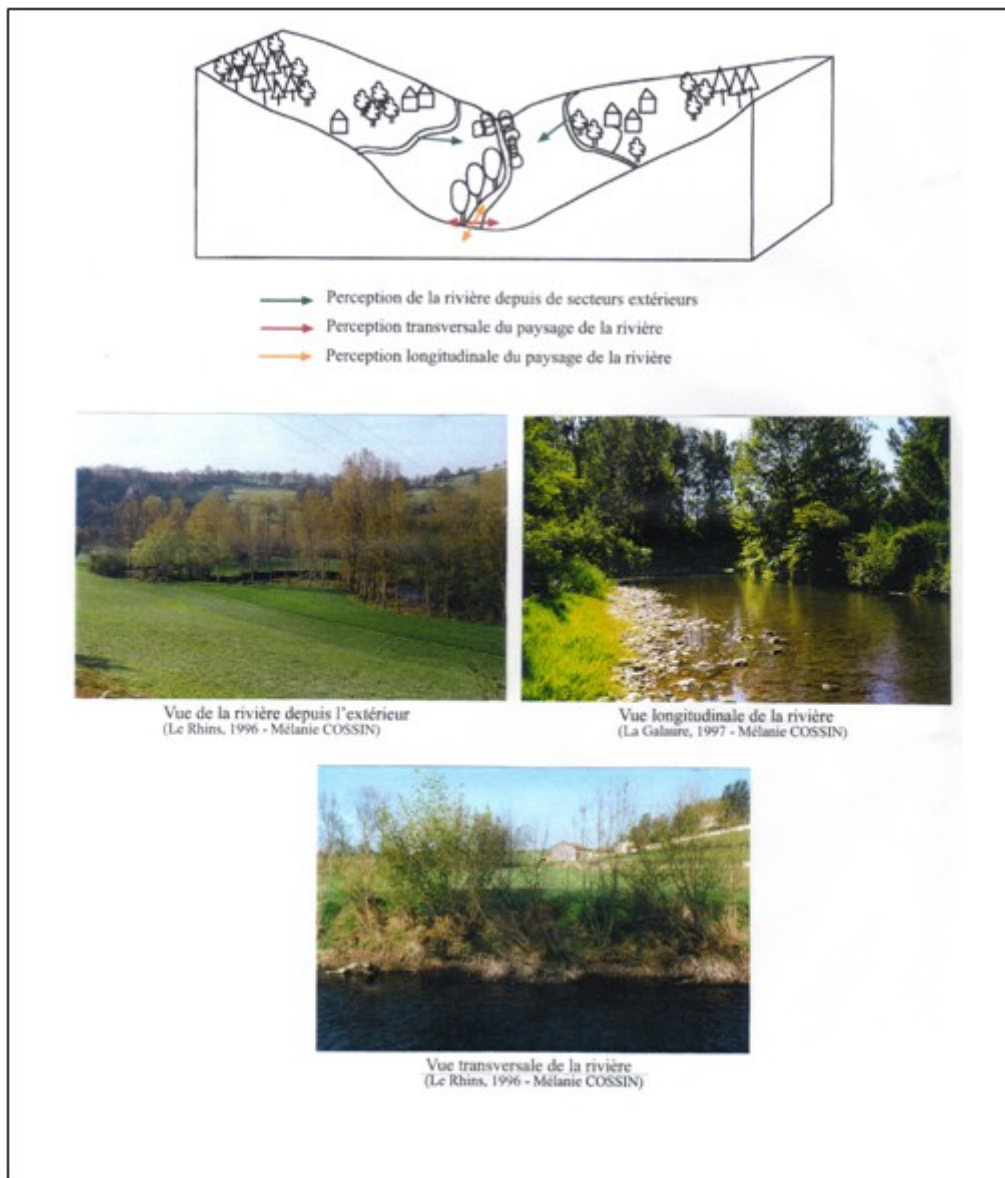 Perception de la rivière depuis de secteurs extérieurs
Perception transversale du paysage de la rivière
Perception longitudinale du paysage de la rivière
Vue de la rivière depuis l'extérieur
(Le Rhins, 1996 - Mélanie COSSIN)
Vue longitudinale de la rivière
(La Galaure, 1997 - Mélanie COSSIN)
Vue transversale de la rivière
(Le Rhins, 1996 - Mélanie COSSIN)